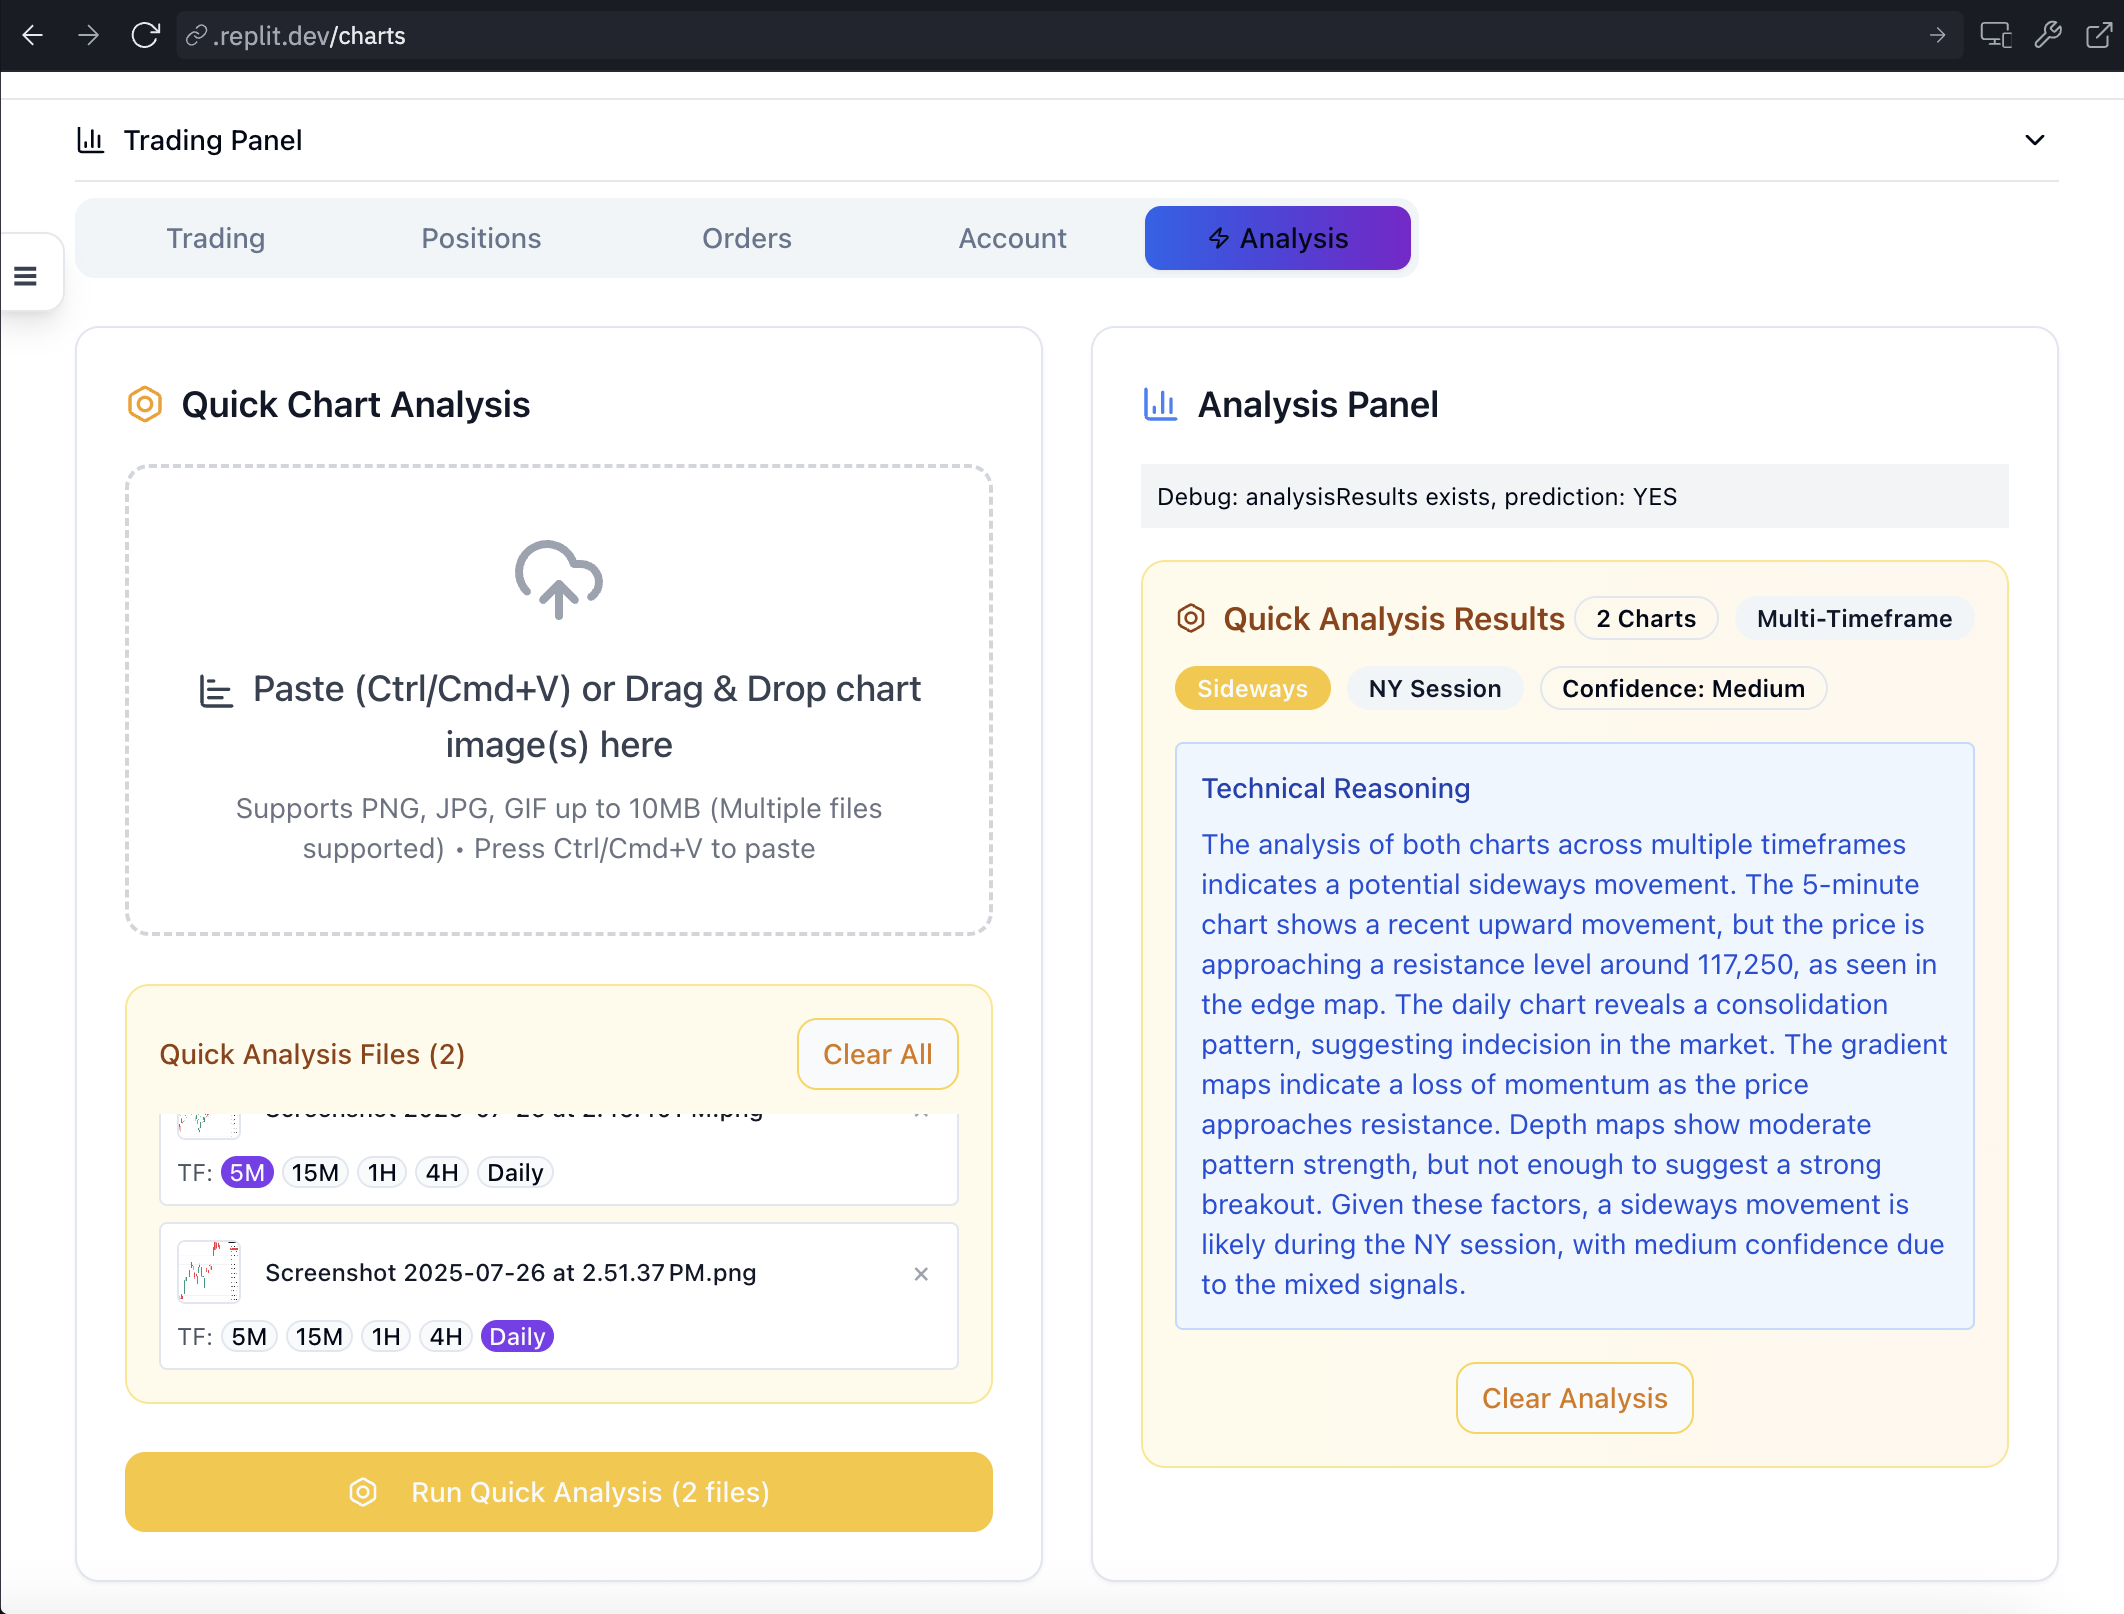 .replit.dev/charts
Trading Panel
Trading
Positions
Orders
Account
Analysis
Quick Chart Analysis
Paste (Ctrl/Cmd+V) or Drag & Drop chart
image(s) here
Supports PNG, JPG, GIF up to 10MB (Multiple files
supported) • Press Ctrl/Cmd+V to paste
Quick Analysis Files (2)
Clear All
TF: 5M 15M 1H 4H Daily
Screenshot 2025-07-26 at 2.51.37 PM.png
TF: 5M 15M 1H 4H Daily
Run Quick Analysis (2 files)
Analysis Panel
Debug: analysisResults exists, prediction: YES
Quick Analysis Results 2 Charts Multi-Timeframe
Sideways NY Session Confidence: Medium
Technical Reasoning
The analysis of both charts across multiple timeframes
indicates a potential sideways movement. The 5-minute
chart shows a recent upward movement, but the price is
approaching a resistance level around 117,250, as seen in
the edge map. The daily chart reveals a consolidation
pattern, suggesting indecision in the market. The gradient
maps indicate a loss of momentum as the price
approaches resistance. Depth maps show moderate
pattern strength, but not enough to suggest a strong
breakout. Given these factors, a sideways movement is
likely during the NY session, with medium confidence due
to the mixed signals.
Clear Analysis